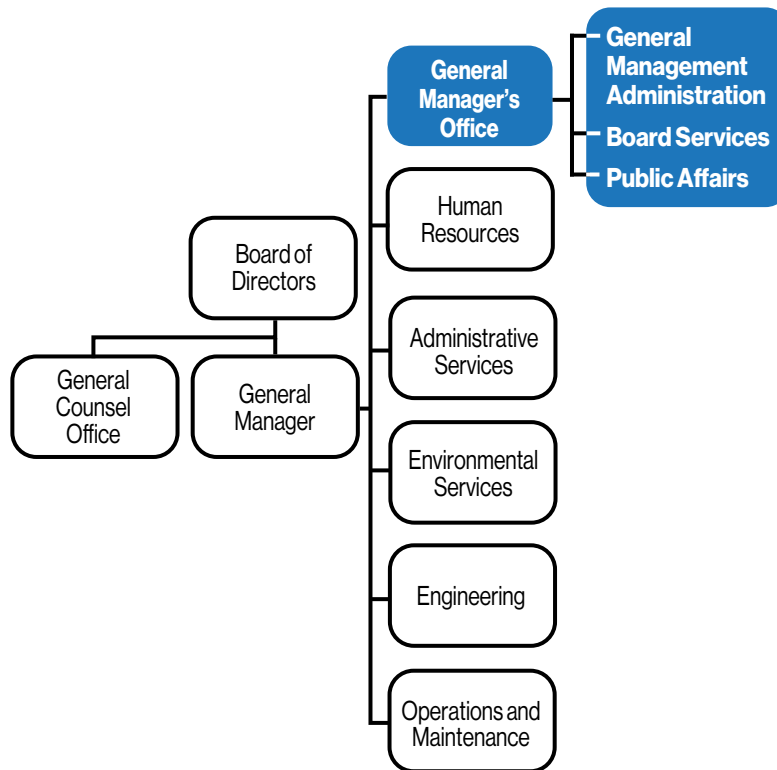 General
Manager’s
Office
General
Management
Administration
Board Services
Public Affairs
Human
Resources
Board of
Directors
Administrative
Services
General
Counsel
Office
General
Manager
Environmental
Services
Engineering
Operations and
Maintenance